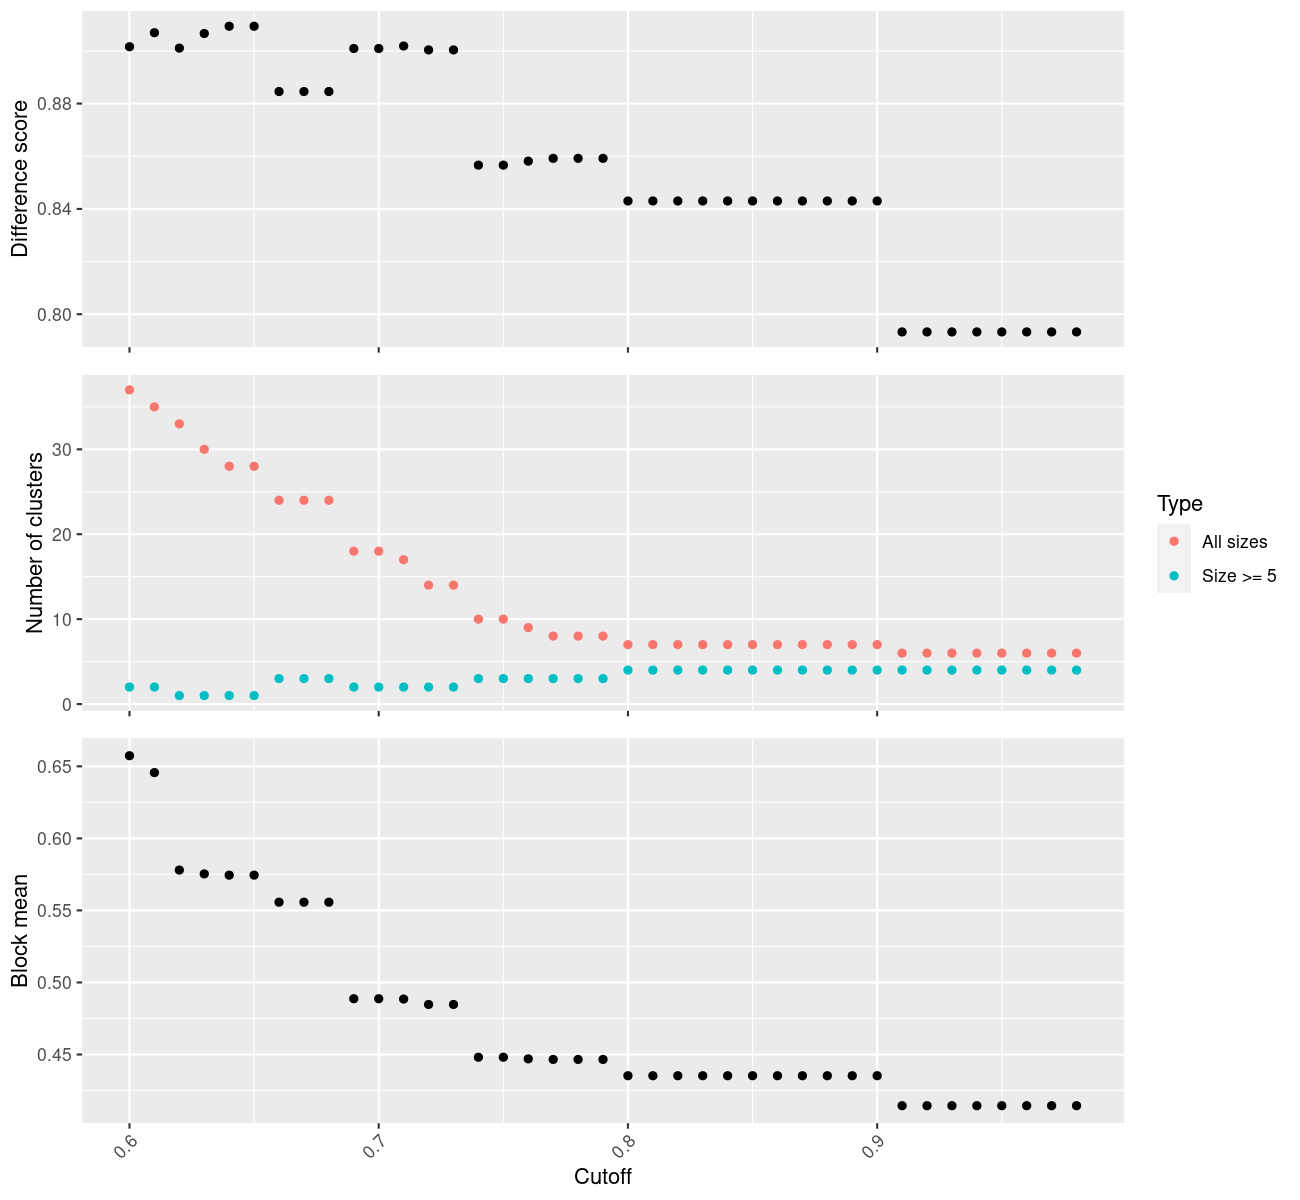 Difference score
0.88
0.84
0.80
Number of clusters
30
20
10
0
Type
All sizes
Size >= 5
Block mean
0.65
0.60
0.55
0.50
0.45
0.6
0.7
0.8
0.9
Cutoff